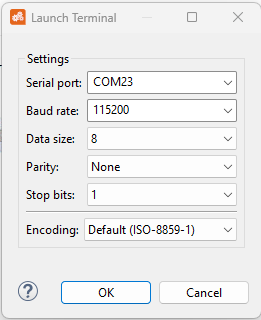 Launch Terminal
Settings
Serial port: COM23
Baud rate: 115200
Data size: 8
Parity: None
Stop bits: 1
Encoding: Default (ISO-8859-1)
? OK Cancel